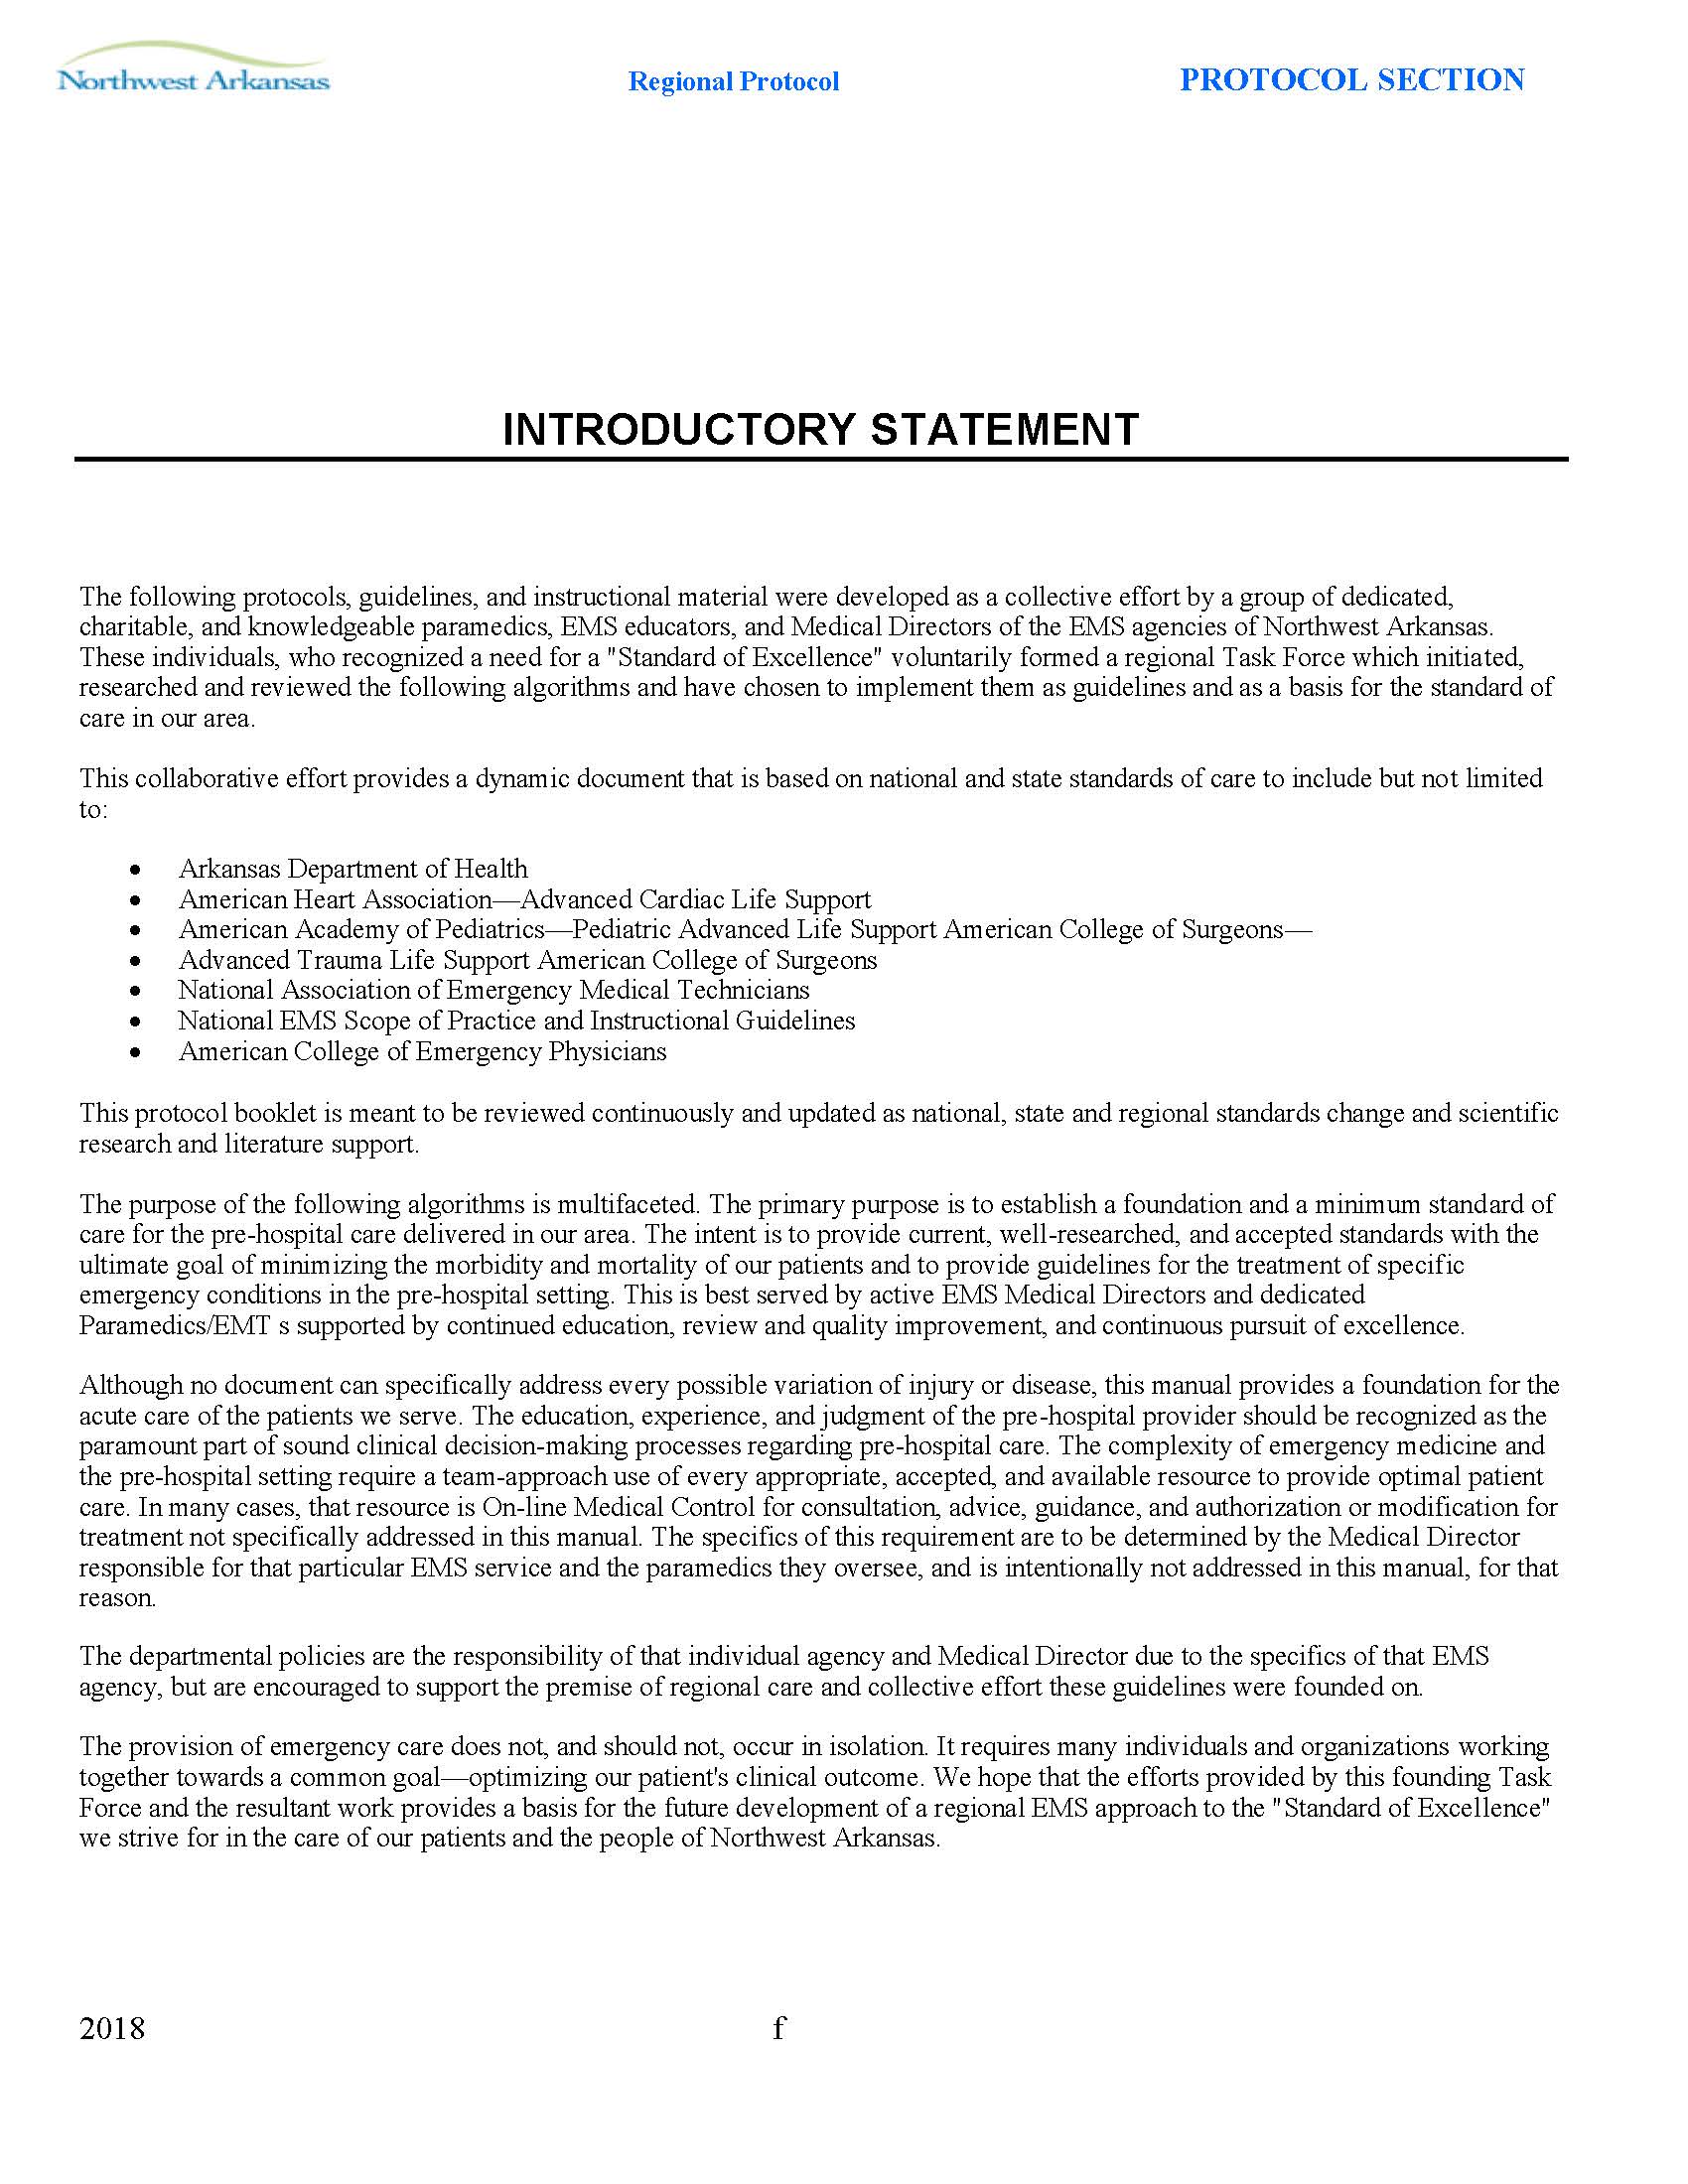 Northwest Arkansas
Regional Protocol
PROTOCOL SECTION
INTRODUCTORY STATEMENT
The following protocols, guidelines, and instructional material were developed as a collective effort by a group of dedicated,
charitable, and knowledgeable paramedics, EMS educators, and Medical Directors of the EMS agencies of Northwest Arkansas.
These individuals, who recognized a need for a "Standard of Excellence" voluntarily formed a regional Task Force which initiated,
researched and reviewed the following algorithms and have chosen to implement them as guidelines and as a basis for the standard of
care in our area.
This collaborative effort provides a dynamic document that is based on national and state standards of care to include but not limited
to:
• Arkansas Department of Health
• American Heart Association—Advanced Cardiac Life Support
• American Academy of Pediatrics—Pediatric Advanced Life Support American College of Surgeons—
• Advanced Trauma Life Support American College of Surgeons
• National Association of Emergency Medical Technicians
• National EMS Scope of Practice and Instructional Guidelines
• American College of Emergency Physicians
This protocol booklet is meant to be reviewed continuously and updated as national, state and regional standards change and scientific
research and literature support.
The purpose of the following algorithms is multifaceted. The primary purpose is to establish a foundation and a minimum standard of
care for the pre-hospital care delivered in our area. The intent is to provide current, well-researched, and accepted standards with the
ultimate goal of minimizing the morbidity and mortality of our patients and to provide guidelines for the treatment of specific
emergency conditions in the pre-hospital setting. This is best served by active EMS Medical Directors and dedicated
Paramedics/EMT s supported by continued education, review and quality improvement, and continuous pursuit of excellence.
Although no document can specifically address every possible variation of injury or disease, this manual provides a foundation for the
acute care of the patients we serve. The education, experience, and judgment of the pre-hospital provider should be recognized as the
paramount part of sound clinical decision-making processes regarding pre-hospital care. The complexity of emergency medicine and
the pre-hospital setting require a team-approach use of every appropriate, accepted, and available resource to provide optimal patient
care. In many cases, that resource is On-line Medical Control for consultation, advice, guidance, and authorization or modification for
treatment not specifically addressed in this manual. The specifics of this requirement are to be determined by the Medical Director
responsible for that particular EMS service and the paramedics they oversee, and is intentionally not addressed in this manual, for that
reason.
The departmental policies are the responsibility of that individual agency and Medical Director due to the specifics of that EMS
agency, but are encouraged to support the premise of regional care and collective effort these guidelines were founded on.
The provision of emergency care does not, and should not, occur in isolation. It requires many individuals and organizations working
together towards a common goal—optimizing our patient's clinical outcome. We hope that the efforts provided by this founding Task
Force and the resultant work provides a basis for the future development of a regional EMS approach to the "Standard of Excellence"
we strive for in the care of our patients and the people of Northwest Arkansas.
2018
f